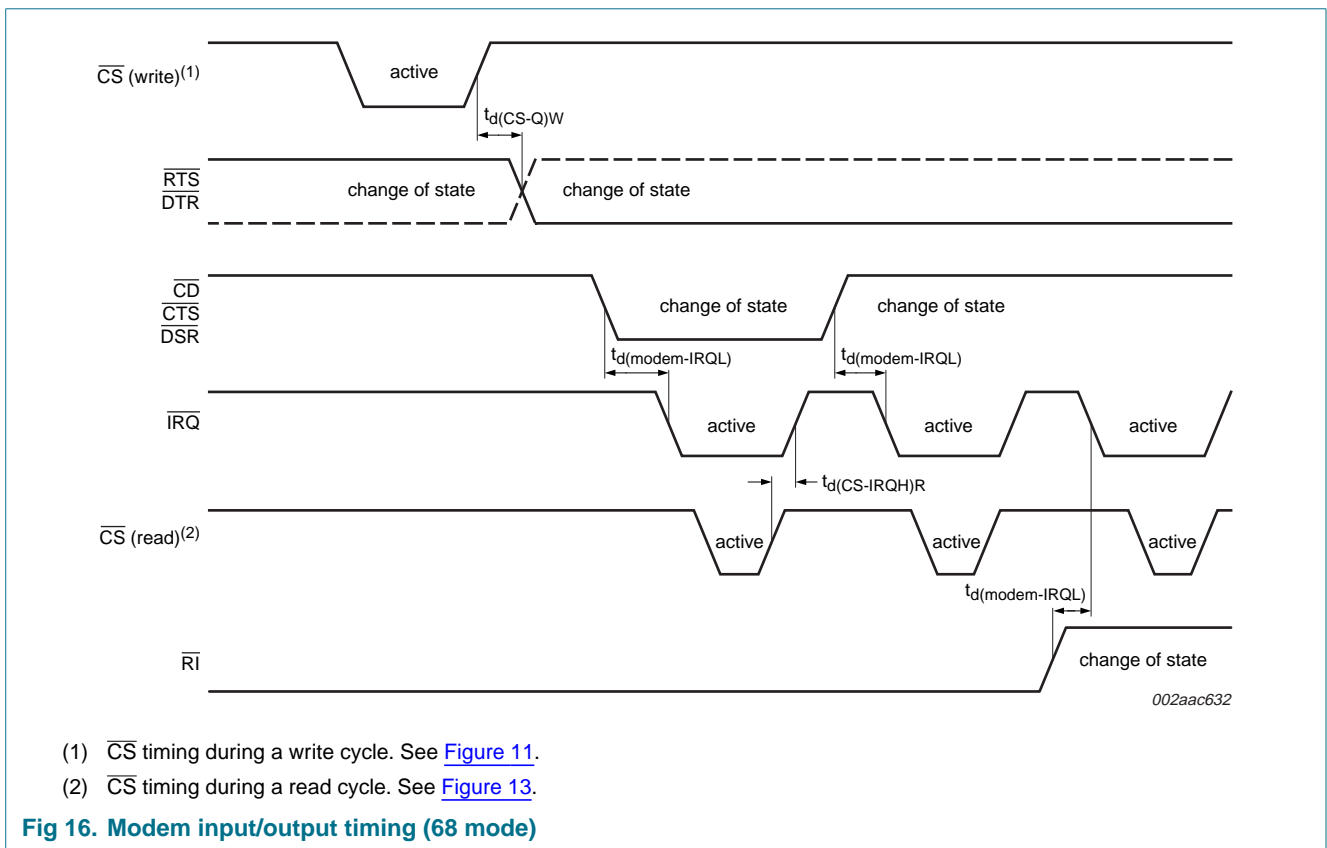 CS (write)(1)
active
td(CS-Q)W
RTS
DTR
change of state
change of state
CD
CTS
DSR
change of state
change of state
td(modem-IRQL)
td(modem-IRQL)
IRQ
active
active
active
td(CS-IRQH)R
CS (read)(2)
active
active
active
td(modem-IRQL)
RI
change of state
002aac632
(1) CS timing during a write cycle. See Figure 11.
(2) CS timing during a read cycle. See Figure 13.
Fig 16. Modem input/output timing (68 mode)